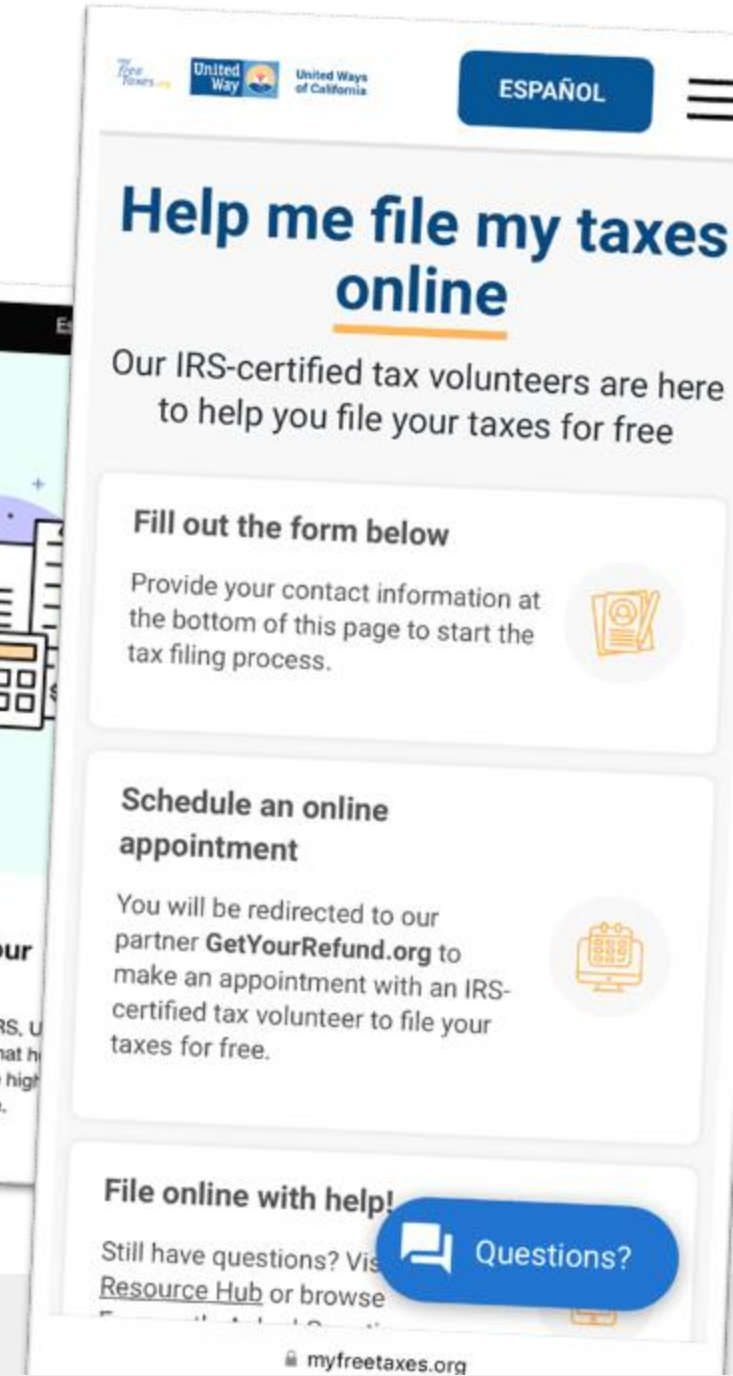 my
free
Taxes.org
United
Way
United Ways
of California
ESPAÑOL
Help me file my taxes
online
Our IRS-certified tax volunteers are here
to help you file your taxes for free
Fill out the form below
Provide your contact information at
the bottom of this page to start the
tax filing process.
Schedule an online
appointment
You will be redirected to our
partner GetYourRefund.org to
make an appointment with an IRS-
certified tax volunteer to file your
taxes for free.
File online with help!
Still have questions?
Resource Hub or browse
Questions?
myfreetaxes.org